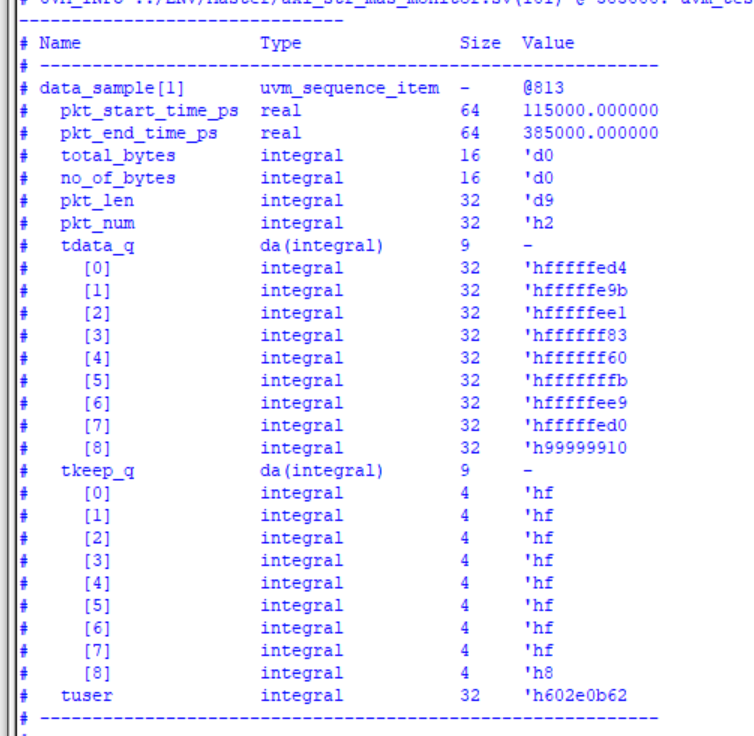 # -----------------------------
# Name Type Size Value
# -------------------------------------------------------
# data_sample[1] uvm_sequence_item - @813
# pkt_start_time_ps real 64 115000.000000
# pkt_end_time_ps real 64 385000.000000
# total_bytes integral 16 'd0
# no_of_bytes integral 16 'd0
# pkt_len integral 32 'd9
# pkt_num integral 32 'h2
# tdata_q da(integral) 9 -
# [0] integral 32 'hfffffed4
# [1] integral 32 'hfffffe9b
# [2] integral 32 'hfffffee1
# [3] integral 32 'hffffff83
# [4] integral 32 'hffffff60
# [5] integral 32 'hfffffffb
# [6] integral 32 'hfffffee9
# [7] integral 32 'hfffffed0
# [8] integral 32 'h99999910
# tkeep_q da(integral) 9 -
# [0] integral 4 'hf
# [1] integral 4 'hf
# [2] integral 4 'hf
# [3] integral 4 'hf
# [4] integral 4 'hf
# [5] integral 4 'hf
# [6] integral 4 'hf
# [7] integral 4 'hf
# [8] integral 4 'h8
# tuser integral 32 'h602e0b62
# -------------------------------------------------------